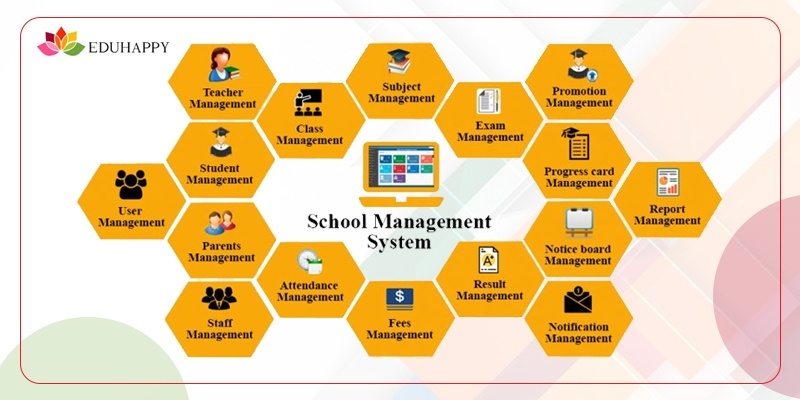 EDUHAPPY
Teacher
Management
Class
Management
Subject
Management
Exam
Management
Promotion
Management
Student
Management
Progress card
Management
User
Management
School Management
System
Report
Management
Parents
Management
Notice board
Management
Attendance
Management
Result
Management
A+
Staff
Management
$
Fees
Management
1
Notification
Management